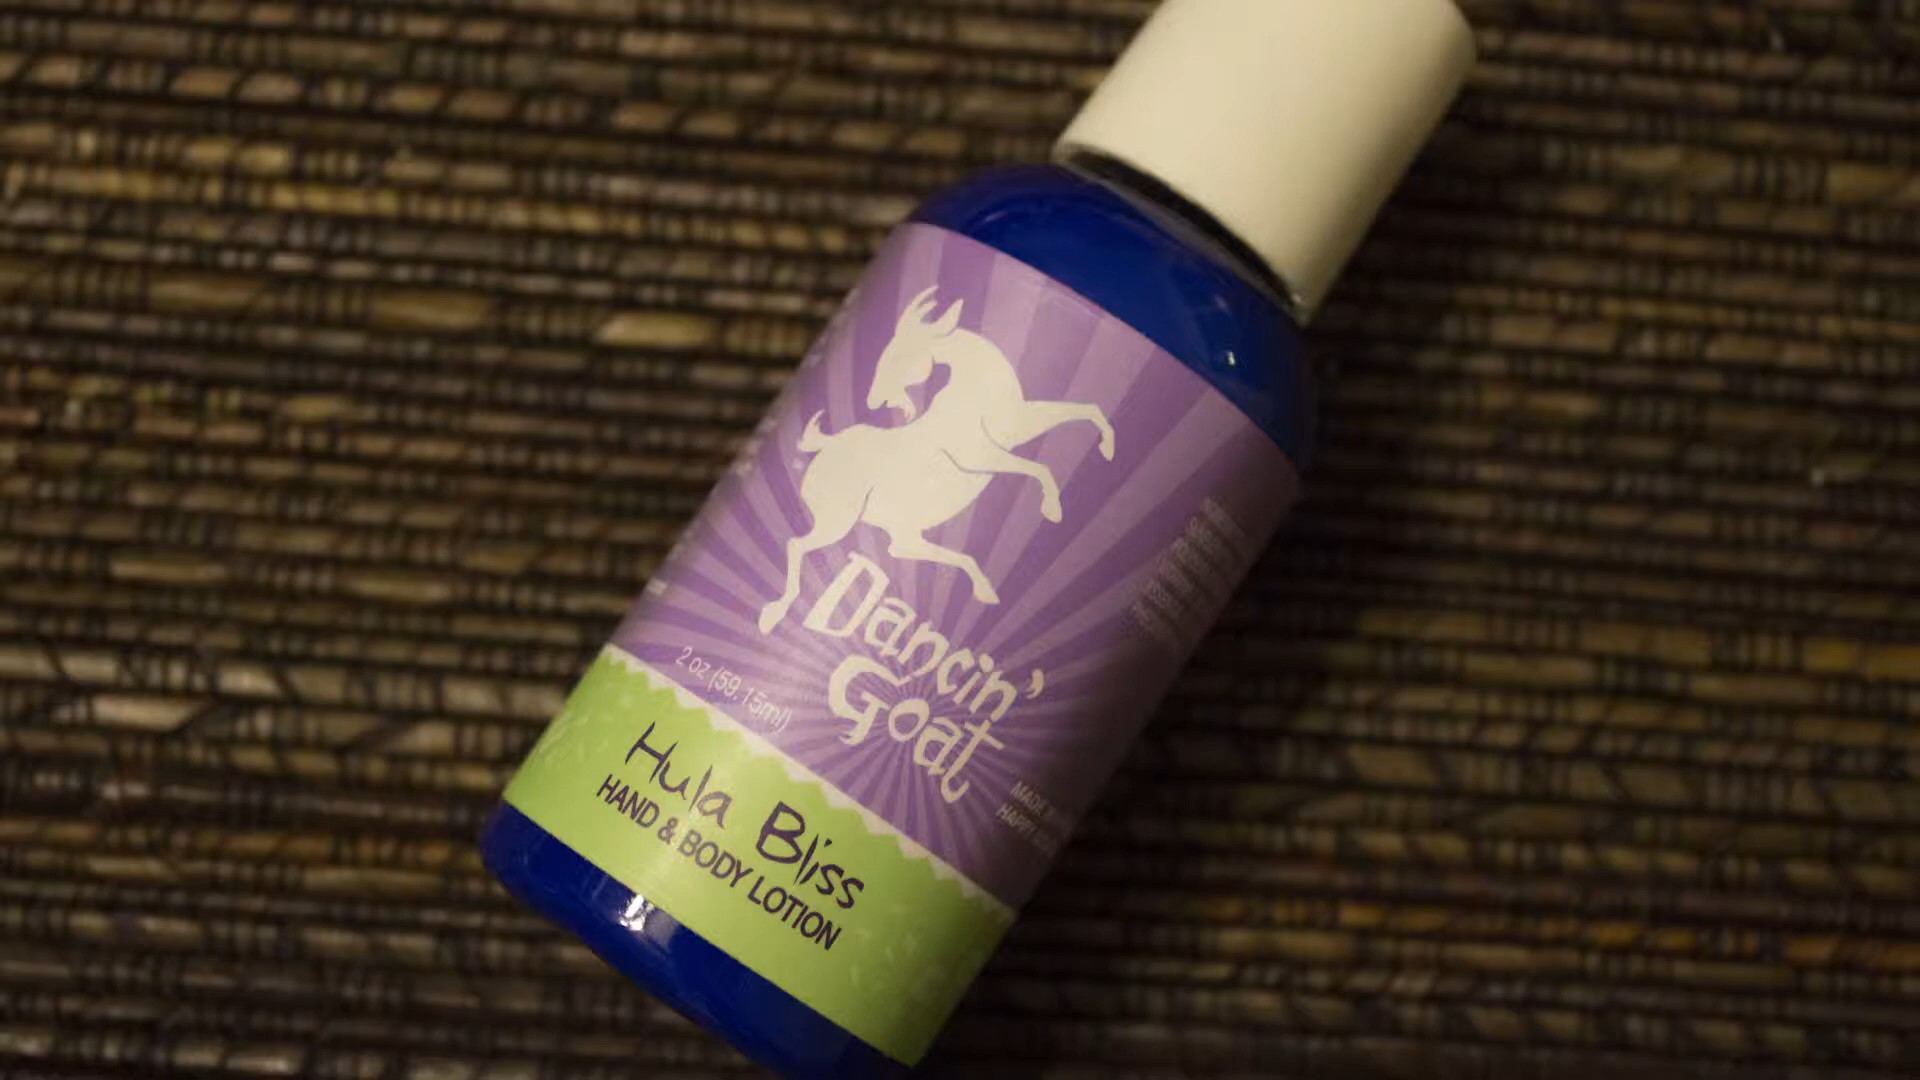 Dancin'
Goat
2 oz (59.15ml)
Hula Bliss
HAND & BODY LOTION
MADE
HAPPY